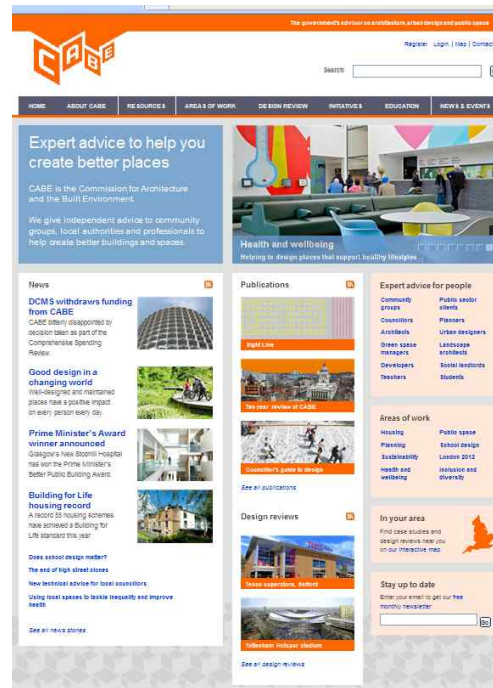 The government's advisor on architecture, urban design and public space
CABE
Register Login | Map | Contact
Search
HOME ABOUT CABE RESOURCES AREAS OF WORK DESIGN REVIEW INITIATIVES EDUCATION NEWS & EVENTS
Expert advice to help you
create better places
CABE is the Commission for Architecture
and the Built Environment.
We give independent advice to community
groups, local authorities and professionals to
help create better buildings and spaces.
Health and wellbeing
Helping to design places that support healthy lifestyles
News
DCMS withdraws funding
from CABE
CABE bitterly disappointed by
decision taken as part of the
Comprehensive Spending
Review.
Good design in a
changing world
Well-designed and maintained
places have a positive impact
on every person every day.
Prime Minister's Award
winner announced
Glasgow's New Stobhill Hospital
has won the Prime Minister's
Better Public Building Award.
Building for Life
housing record
A record 55 housing schemes
have achieved a Building for
Life standard this year
Does school design matter?
The end of high street clones
New technical advice for local councillors
Using local spaces to tackle inequality and improve
health
See all news stories
Publications
Sight Line
Ten year review of CABE
Councillor's guide to design
See all publications
Design reviews
Tesco superstore, Salford
Tottenham Hotspur stadium
See all design reviews
Expert advice for people
Community
groups
Councillors
Architects
Green space
managers
Developers
Teachers
Public sector
clients
Planners
Urban designers
Landscape
architects
Social landlords
Students
Areas of work
Housing
Planning
Sustainability
Health and
wellbeing
Public space
School design
London 2012
Inclusion and
diversity
In your area
Find case studies and
design reviews near you
on our interactive map.
Stay up to date
Enter your email to get our free
monthly newsletter
Go